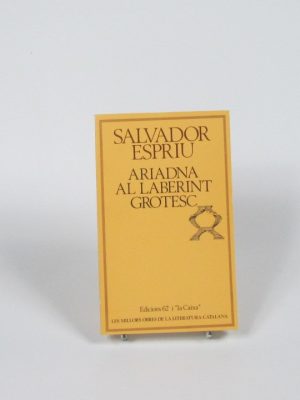 SALVADOR
ESPRIU
ARIADNA
AL LABERINT
GROTESC
Edicions 62 i "la Caixa"
LES MILLORS OBRES DE LA LITERATURA CATALANA